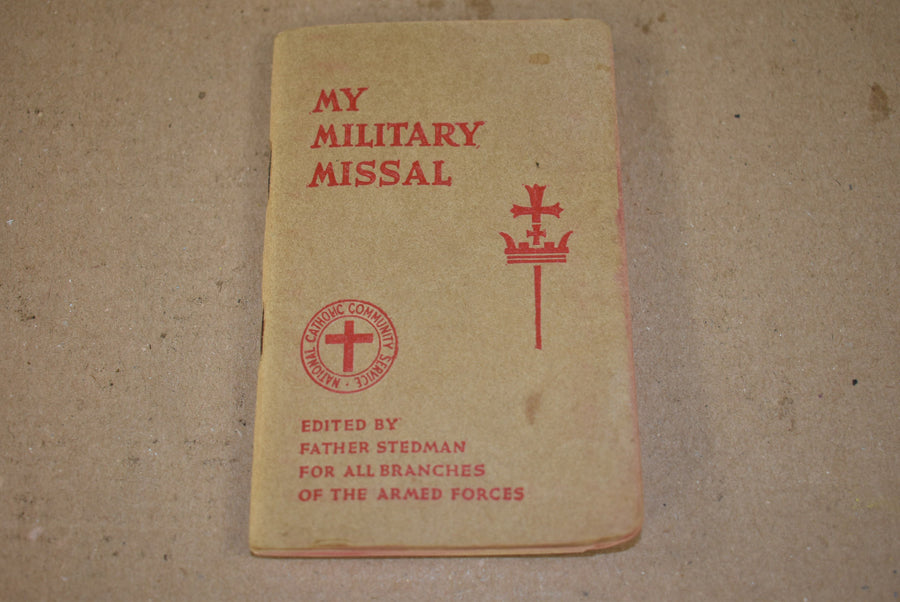 MY
MILITARY
MISSAL
NATIONAL CATHOLIC COMMUNITY SERVICE •
EDITED BY
FATHER STEDMAN
FOR ALL BRANCHES
OF THE ARMED FORCES